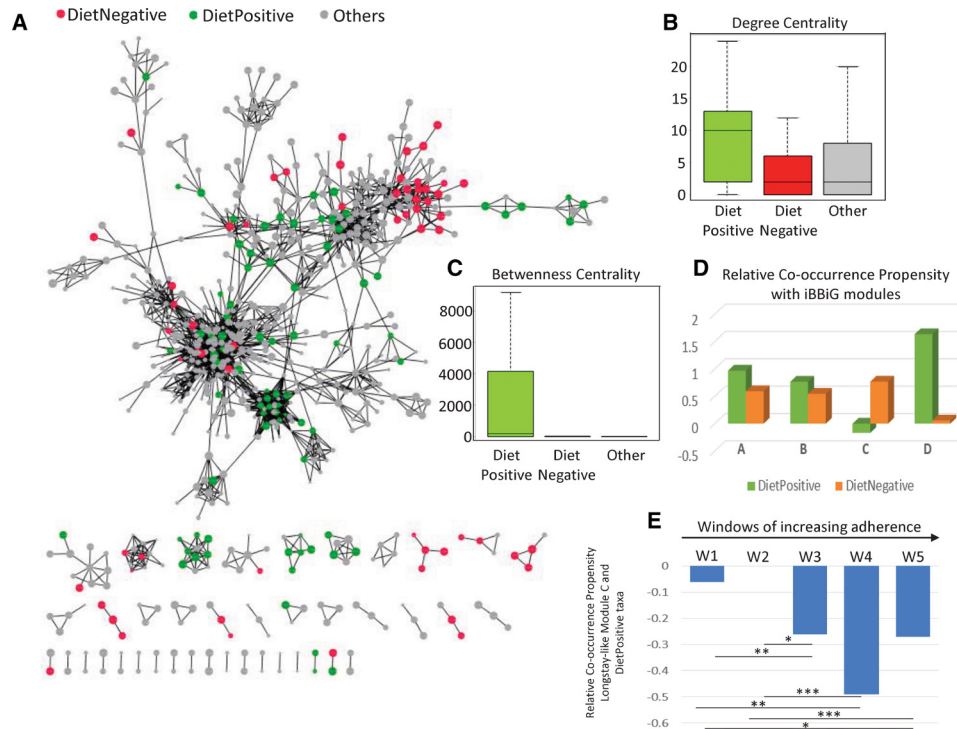 A
DietNegative DietPositive Others
B
Degree Centrality
20
15
10
5
0
Diet Diet Other
Positive Negative
C
Betwenness Centrality
8000
6000
4000
2000
0
Diet Diet Other
Positive Negative
D
Relative Co-occurrence Propensity
with iBBiG modules
2
1.5
1
0.5
0
-0.5
A B C D
DietPositive DietNegative
E
Windows of increasing adherence
W1 W2 W3 W4 W5
Relative Co-occurrence Propensity
Longstay-like Module C and
DietPositive taxa
0
-0.1
-0.2
-0.3
-0.4
-0.5
-0.6
*
**
***
**
***
*